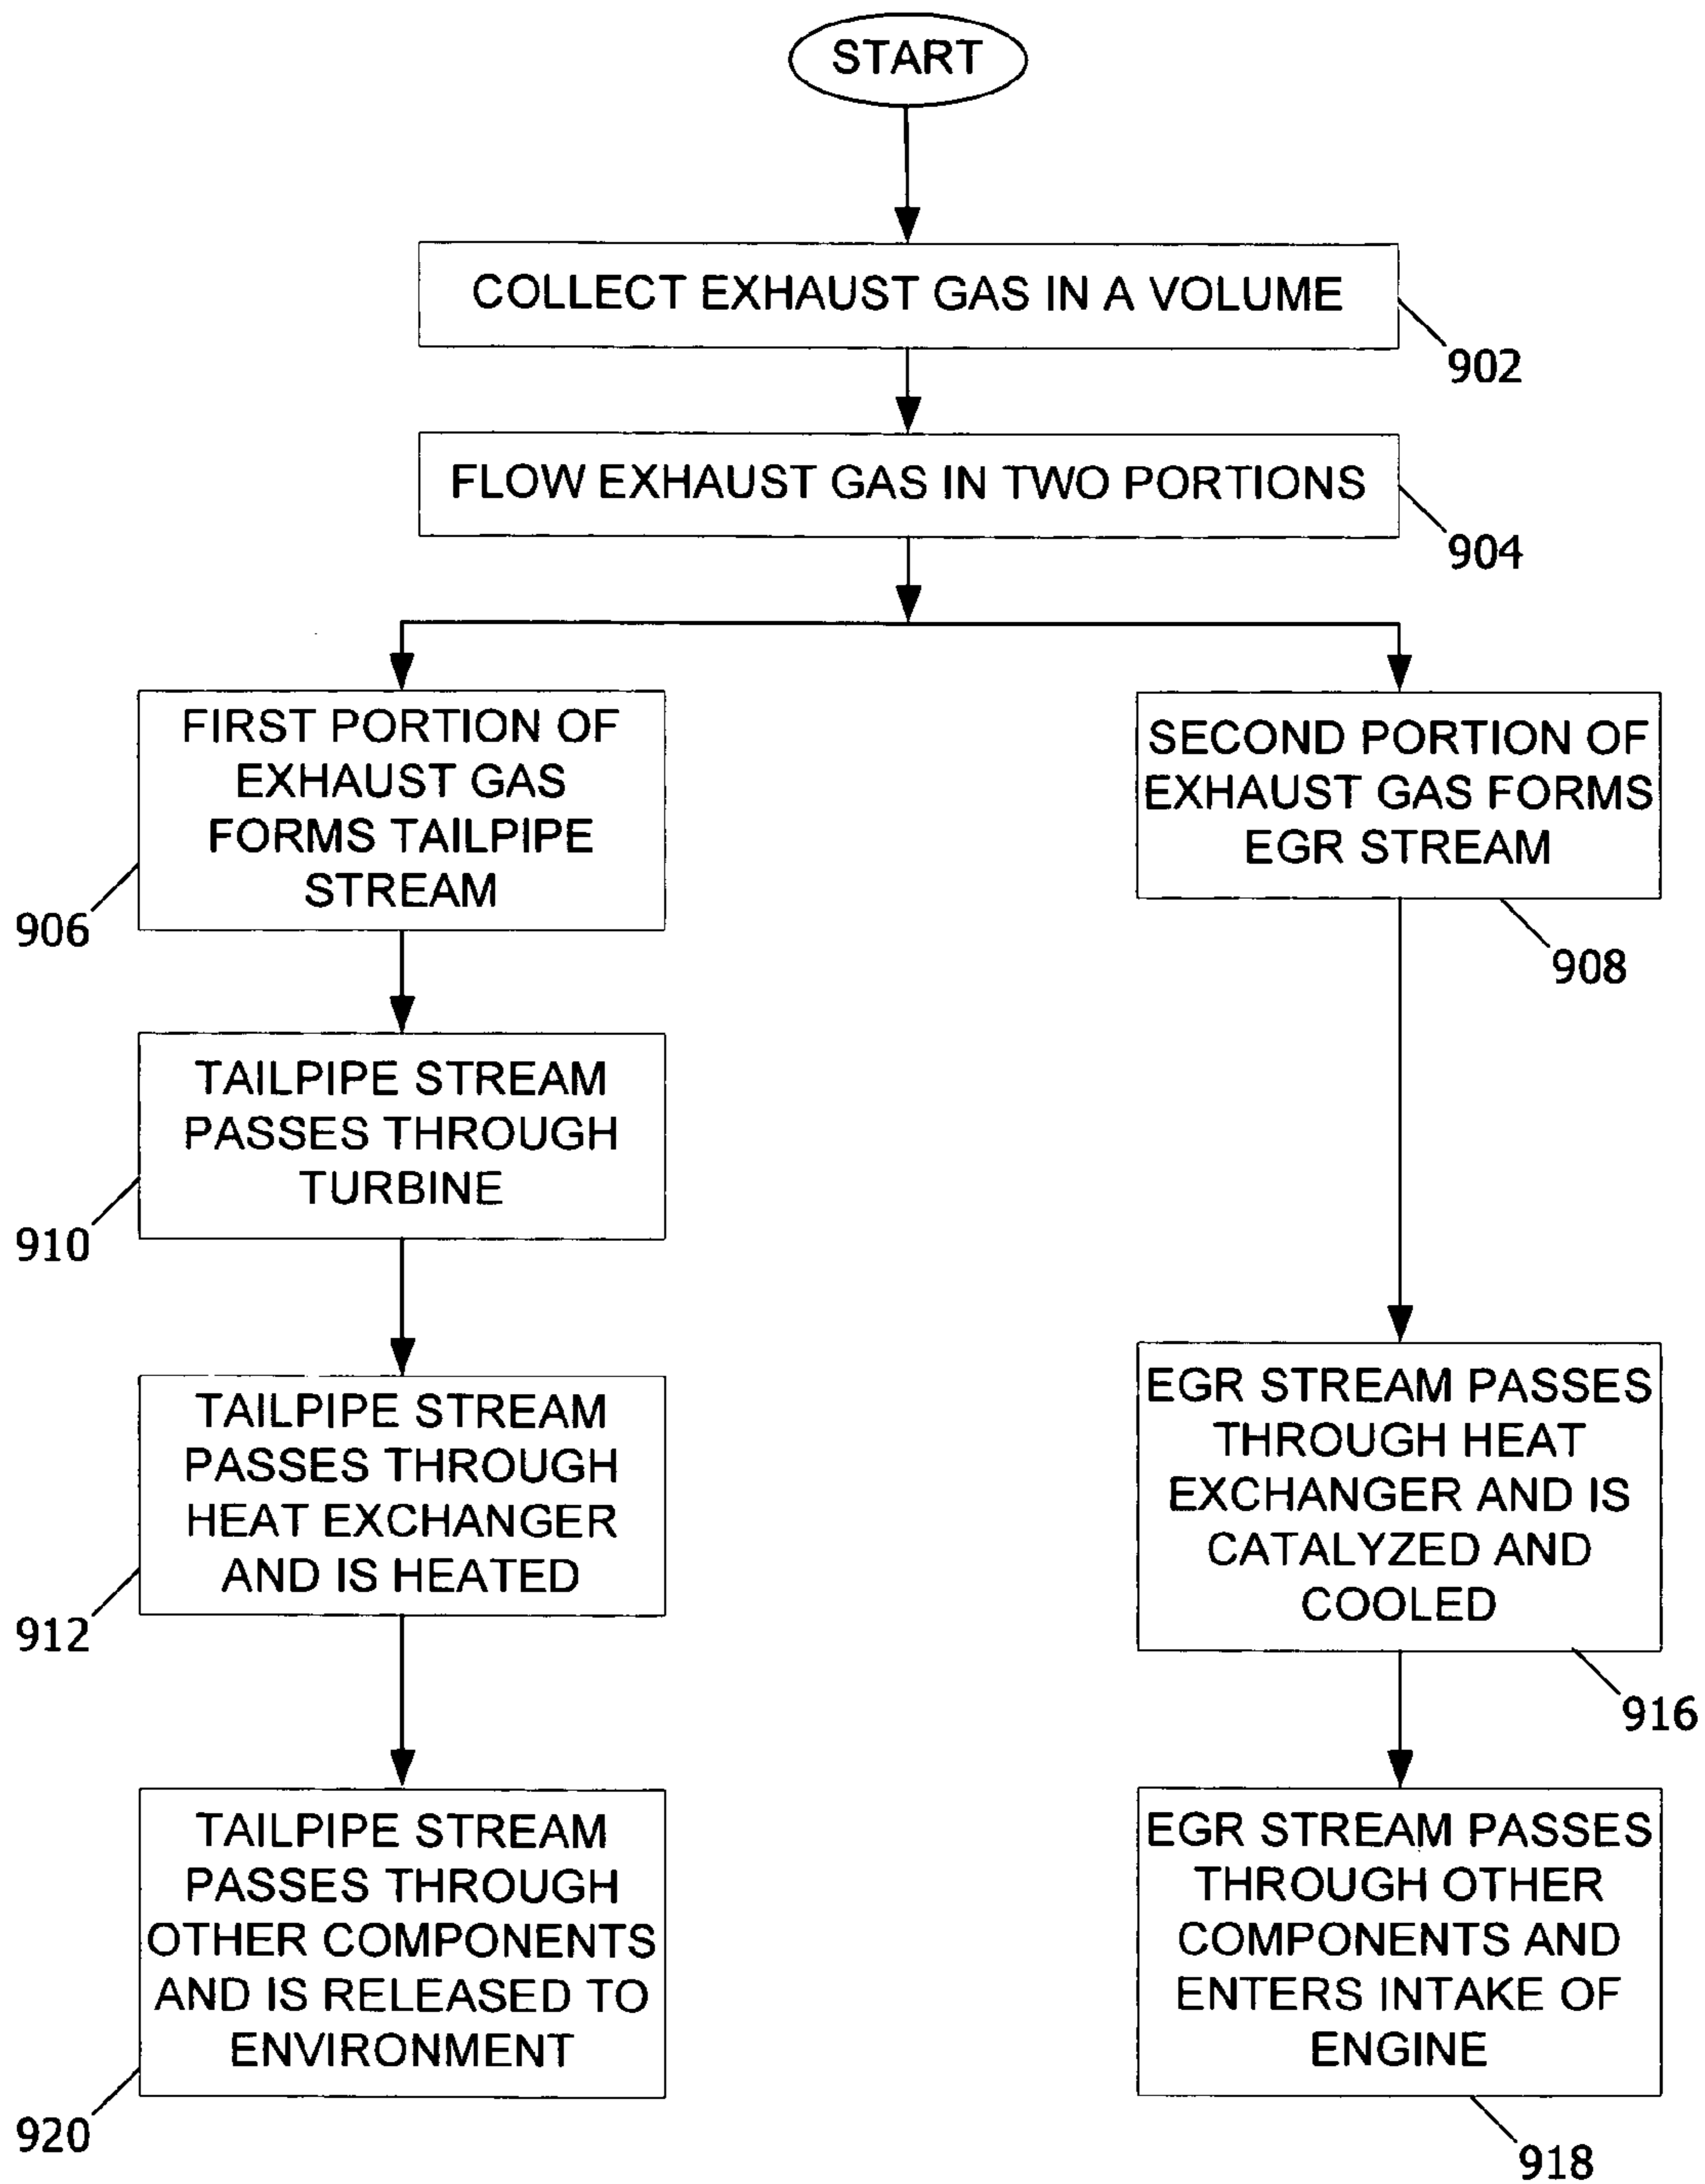 START
COLLECT EXHAUST GAS IN A VOLUME
902
FLOW EXHAUST GAS IN TWO PORTIONS
904
FIRST PORTION OF
EXHAUST GAS
FORMS TAILPIPE
STREAM
906
SECOND PORTION OF
EXHAUST GAS FORMS
EGR STREAM
908
TAILPIPE STREAM
PASSES THROUGH
TURBINE
910
TAILPIPE STREAM
PASSES THROUGH
HEAT EXCHANGER
AND IS HEATED
912
EGR STREAM PASSES
THROUGH HEAT
EXCHANGER AND IS
CATALYZED AND
COOLED
916
TAILPIPE STREAM
PASSES THROUGH
OTHER COMPONENTS
AND IS RELEASED TO
ENVIRONMENT
920
EGR STREAM PASSES
THROUGH OTHER
COMPONENTS AND
ENTERS INTAKE OF
ENGINE
918